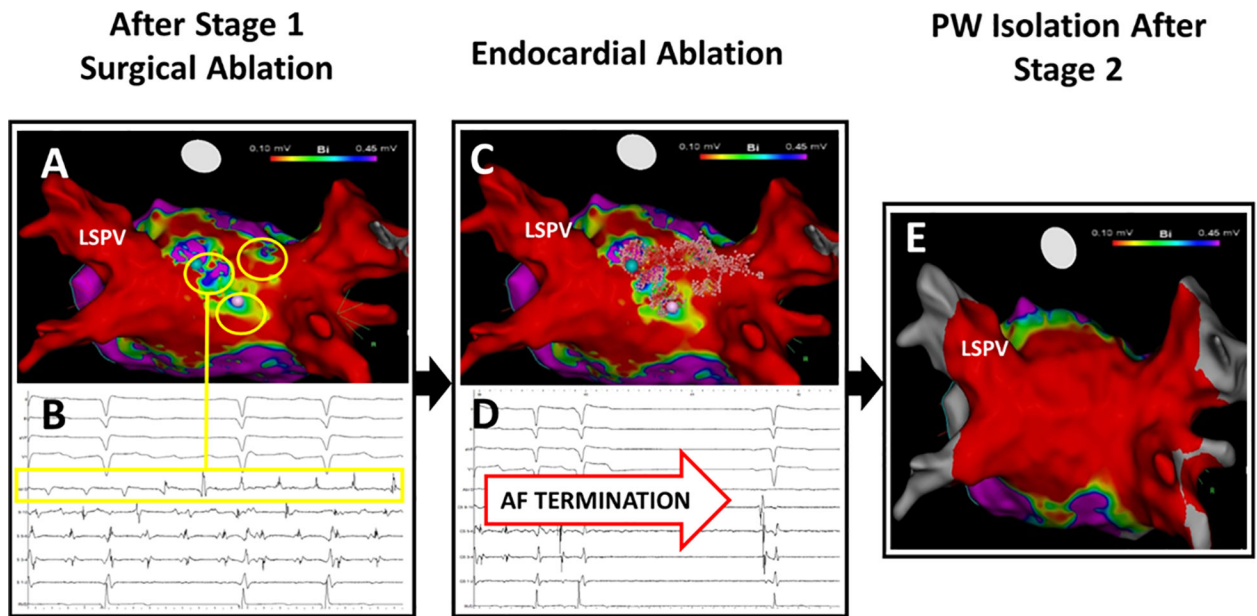 After Stage 1
Surgical Ablation
Endocardial Ablation
PW Isolation After
Stage 2
A
0.10 mV Bi 0.45 mV
LSPV
B
C
0.10 mV Bi 0.45 mV
LSPV
D
AF TERMINATION
E
0.10 mV Bi 0.45 mV
LSPV